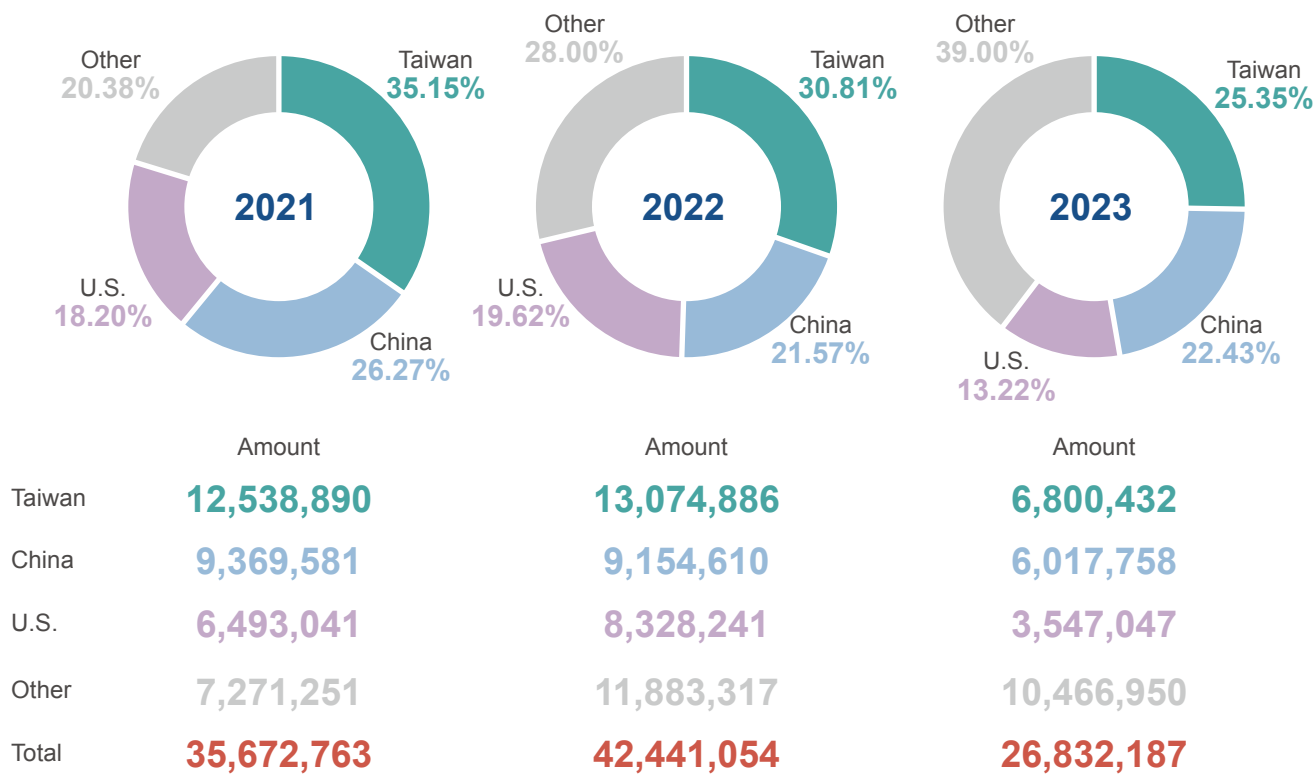 Other
20.38%
Taiwan
35.15%
2021
U.S.
18.20%
China
26.27%
Other
28.00%
Taiwan
30.81%
2022
U.S.
19.62%
China
21.57%
Other
39.00%
Taiwan
25.35%
2023
U.S.
13.22%
China
22.43%
Amount Amount Amount
Taiwan 12,538,890 13,074,886 6,800,432
China 9,369,581 9,154,610 6,017,758
U.S. 6,493,041 8,328,241 3,547,047
Other 7,271,251 11,883,317 10,466,950
Total 35,672,763 42,441,054 26,832,187